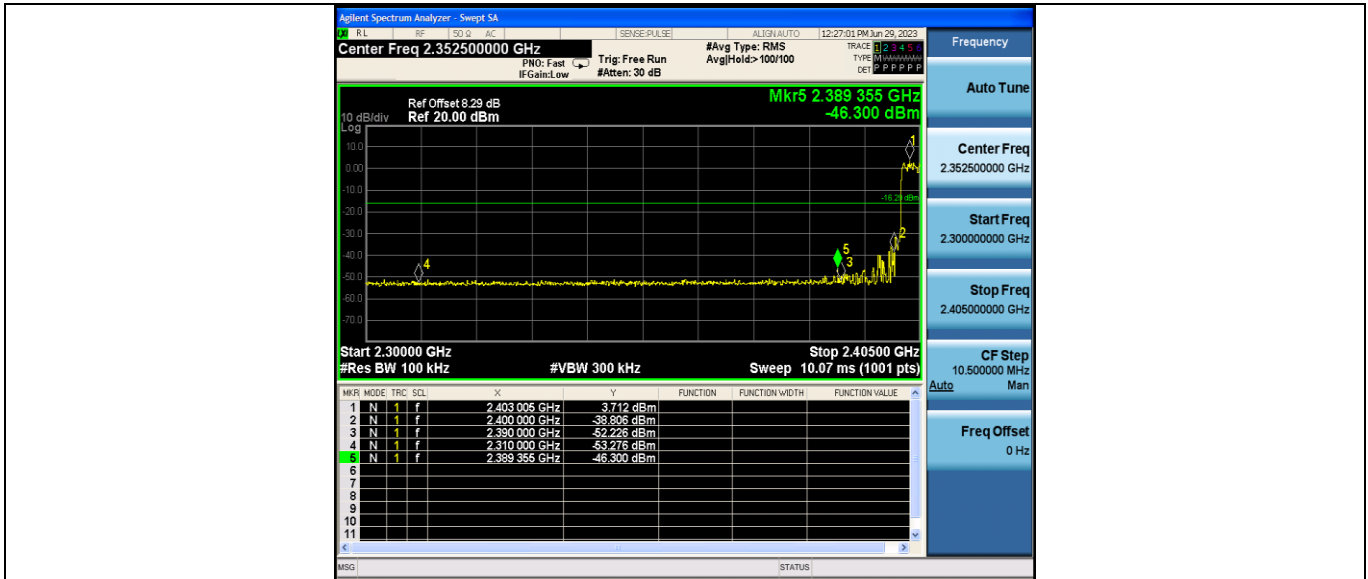 Agilent Spectrum Analyzer - Swept SA
LXI RL RF 50 Ω AC SENSE:PULSE ALIGNAUTO 12:27:01 PM Jun 29, 2023
Center Freq 2.352500000 GHz
PNO: Fast
IFGain:Low
Trig: Free Run
#Atten: 30 dB
#Avg Type: RMS
Avg|Hold:>100/100
TRACE 1 2 3 4 5 6
TYPE MWWWWW
DET P P P P P P
Ref Offset 8.29 dB
10 dB/div Ref 20.00 dBm
Log
Mkr5 2.389 355 GHz
-46.300 dBm
10.0
0.00
-10.0
-20.0
-30.0
-40.0
-50.0
-60.0
-70.0
-16.29 dBm
1
2
5
3
4
Start 2.30000 GHz Stop 2.40500 GHz
#Res BW 100 kHz #VBW 300 kHz Sweep 10.07 ms (1001 pts)
MKR MODE TRC SCL X Y FUNCTION FUNCTION WIDTH FUNCTION VALUE
1 N 1 f 2.403 005 GHz 3.712 dBm
2 N 1 f 2.400 000 GHz -38.806 dBm
3 N 1 f 2.390 000 GHz -52.226 dBm
4 N 1 f 2.310 000 GHz -53.276 dBm
5 N 1 f 2.389 355 GHz -46.300 dBm
6
7
8
9
10
11
MSG STATUS
Frequency
Auto Tune
Center Freq
2.352500000 GHz
Start Freq
2.300000000 GHz
Stop Freq
2.405000000 GHz
CF Step
10.500000 MHz
Auto Man
Freq Offset
0 Hz